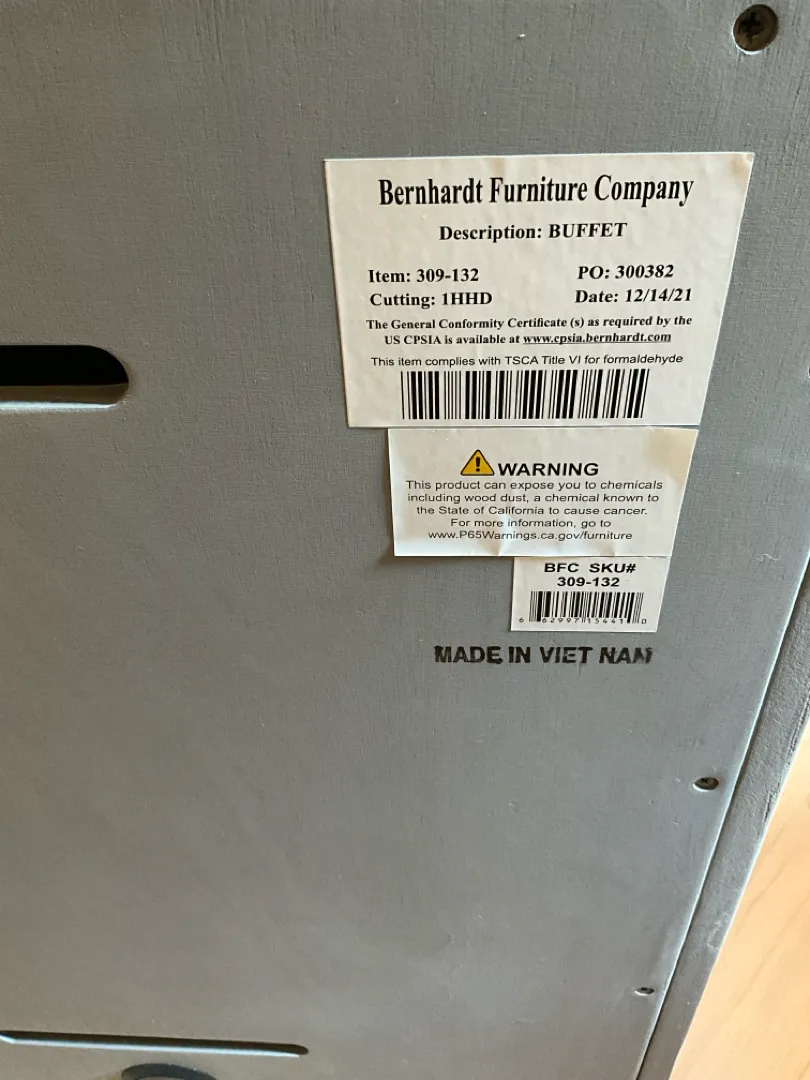 Bernhardt Furniture Company
Description: BUFFET
Item: 309-132 PO: 300382
Cutting: 1HHD Date: 12/14/21
The General Conformity Certificate (s) as required by the
US CPSIA is available at www.cpsia.bernhardt.com
This item complies with TSCA Title VI for formaldehyde
WARNING
This product can expose you to chemicals
including wood dust, a chemical known to
the State of California to cause cancer.
For more information, go to
www.P65Warnings.ca.gov/furniture
BFC SKU#
309-132
6 62997 15441 0
MADE IN VIET NAM